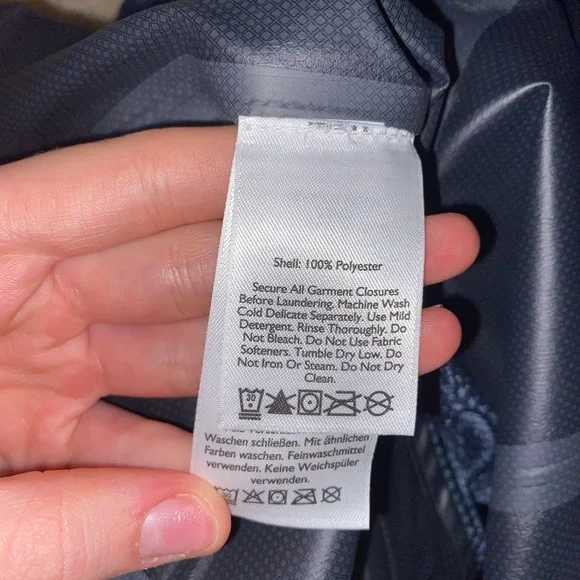 Shell: 100% Polyester
Secure All Garment Closures
Before Laundering. Machine Wash
Cold Delicate Separately. Use Mild
Detergent. Rinse Thoroughly. Do
Not Bleach. Do Not Use Fabric
Softeners. Tumble Dry Low. Do
Not Iron Or Steam. Do Not Dry
Clean.
30
Waschen schließen. Mit ähnlichen
Farben waschen. Feinwaschmittel
verwenden. Keine Weichspüler
verwenden.
30